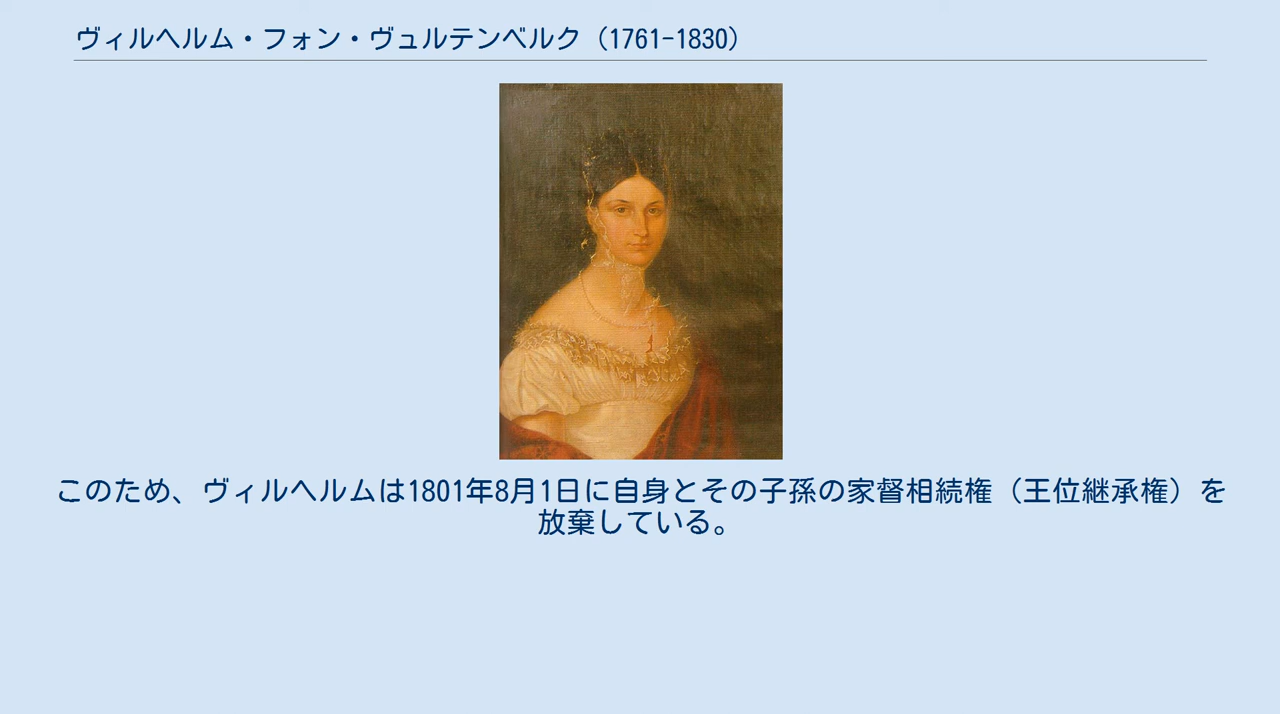 ヴィルヘルム・フォン・ヴュルテンベルク（1761-1830）
このため、ヴィルヘルムは1801年8月1日に自身とその子孫の家督相続権（王位継承権）を
放棄している。